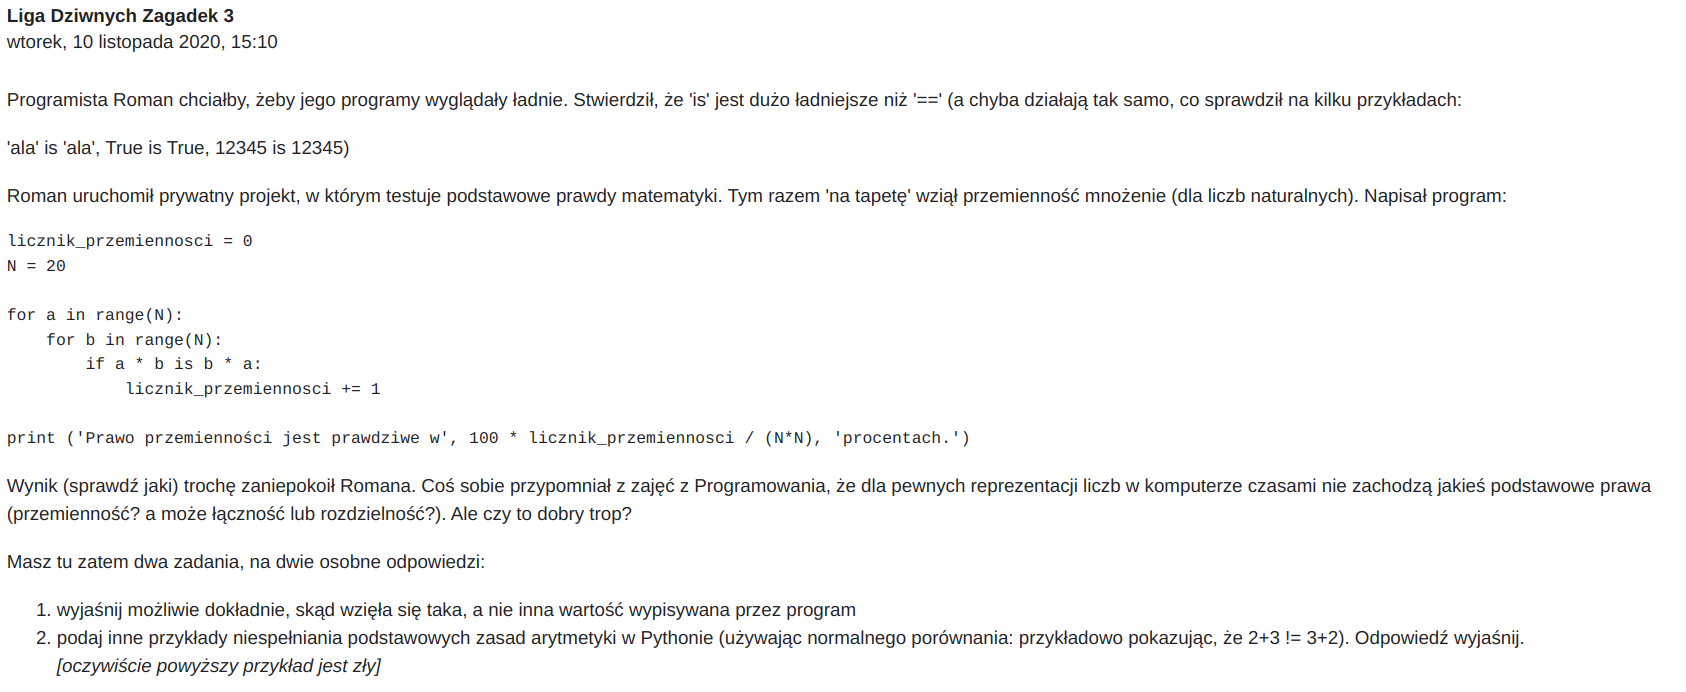 Liga Dziwnych Zagadek 3
wtorek, 10 listopada 2020, 15:10
Programista Roman chciałby, żeby jego programy wyglądały ładnie. Stwierdził, że 'is' jest dużo ładniejsze niż '==' (a chyba działają tak samo, co sprawdził na kilku przykładach:
'ala' is 'ala', True is True, 12345 is 12345)
Roman uruchomił prywatny projekt, w którym testuje podstawowe prawdy matematyki. Tym razem 'na tapetę' wziął przemienność mnożenie (dla liczb naturalnych). Napisał program:
licznik_przemiennosci = 0
N = 20
for a in range(N):
    for b in range(N):
        if a * b is b * a:
            licznik_przemiennosci += 1
print ('Prawo przemienności jest prawdziwe w', 100 * licznik_przemiennosci / (N*N), 'procentach.')
Wynik (sprawdź jaki) trochę zaniepokoił Romana. Coś sobie przypomniał z zajęć z Programowania, że dla pewnych reprezentacji liczb w komputerze czasami nie zachodzą jakieś podstawowe prawa
(przemienność? a może łączność lub rozdzielność?). Ale czy to dobry trop?
Masz tu zatem dwa zadania, na dwie osobne odpowiedzi:
1. wyjaśnij możliwie dokładnie, skąd wzięła się taka, a nie inna wartość wypisywana przez program
2. podaj inne przykłady niespełniania podstawowych zasad arytmetyki w Pythonie (używając normalnego porównania: przykładowo pokazując, że 2+3 != 3+2). Odpowiedź wyjaśnij.
[oczywiście powyższy przykład jest zły]